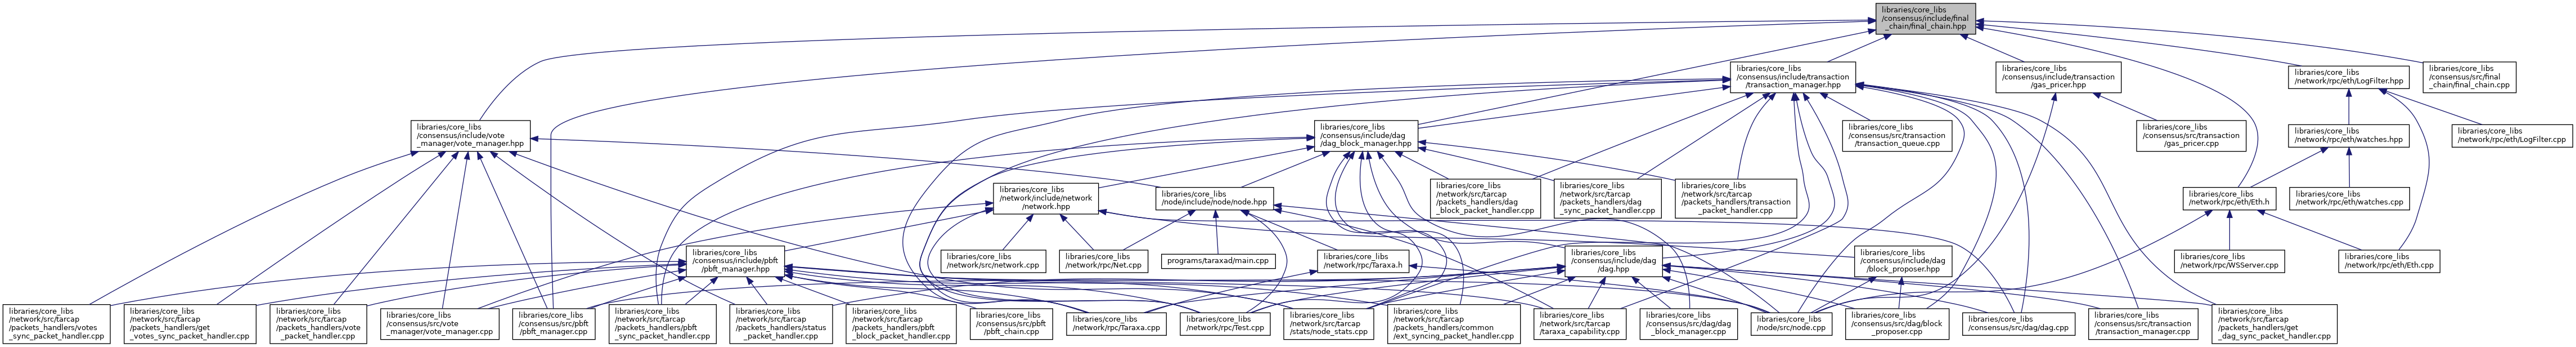 libraries/core_libs
/consensus/include/final
_chain/final_chain.hpp
libraries/core_libs
/consensus/include/transaction
/transaction_manager.hpp
libraries/core_libs
/consensus/include/transaction
/gas_pricer.hpp
libraries/core_libs
/network/rpc/eth/LogFilter.hpp
libraries/core_libs
/consensus/src/final
_chain/final_chain.cpp
libraries/core_libs
/consensus/include/vote
_manager/vote_manager.hpp
libraries/core_libs
/consensus/include/dag
/dag_block_manager.hpp
libraries/core_libs
/consensus/src/transaction
/transaction_queue.cpp
libraries/core_libs
/consensus/src/transaction
/gas_pricer.cpp
libraries/core_libs
/network/rpc/eth/watches.hpp
libraries/core_libs
/network/rpc/eth/LogFilter.cpp
libraries/core_libs
/network/include/network
/network.hpp
libraries/core_libs
/node/include/node/node.hpp
libraries/core_libs
/network/src/tarcap
/packets_handlers/dag
_block_packet_handler.cpp
libraries/core_libs
/network/src/tarcap
/packets_handlers/dag
_sync_packet_handler.cpp
libraries/core_libs
/network/src/tarcap
/packets_handlers/transaction
_packet_handler.cpp
libraries/core_libs
/network/rpc/eth/Eth.h
libraries/core_libs
/network/rpc/eth/watches.cpp
libraries/core_libs
/consensus/include/pbft
/pbft_manager.hpp
libraries/core_libs
/network/src/network.cpp
libraries/core_libs
/network/rpc/Net.cpp
programs/taraxad/main.cpp
libraries/core_libs
/network/rpc/Taraxa.h
libraries/core_libs
/consensus/include/dag
/dag.hpp
libraries/core_libs
/consensus/include/dag
/block_proposer.hpp
libraries/core_libs
/network/rpc/WSServer.cpp
libraries/core_libs
/network/rpc/eth/Eth.cpp
libraries/core_libs
/network/src/tarcap
/packets_handlers/votes
_sync_packet_handler.cpp
libraries/core_libs
/network/src/tarcap
/packets_handlers/get
_votes_sync_packet_handler.cpp
libraries/core_libs
/network/src/tarcap
/packets_handlers/vote
_packet_handler.cpp
libraries/core_libs
/consensus/src/vote
_manager/vote_manager.cpp
libraries/core_libs
/consensus/src/pbft
/pbft_manager.cpp
libraries/core_libs
/network/src/tarcap
/packets_handlers/pbft
_sync_packet_handler.cpp
libraries/core_libs
/network/src/tarcap
/packets_handlers/status
_packet_handler.cpp
libraries/core_libs
/network/src/tarcap
/packets_handlers/pbft
_block_packet_handler.cpp
libraries/core_libs
/consensus/src/pbft
/pbft_chain.cpp
libraries/core_libs
/network/rpc/Taraxa.cpp
libraries/core_libs
/network/rpc/Test.cpp
libraries/core_libs
/network/src/tarcap
/stats/node_stats.cpp
libraries/core_libs
/network/src/tarcap
/packets_handlers/common
/ext_syncing_packet_handler.cpp
libraries/core_libs
/network/src/tarcap
/taraxa_capability.cpp
libraries/core_libs
/consensus/src/dag/dag
_block_manager.cpp
libraries/core_libs
/node/src/node.cpp
libraries/core_libs
/consensus/src/dag/block
_proposer.cpp
libraries/core_libs
/consensus/src/dag/dag.cpp
libraries/core_libs
/consensus/src/transaction
/transaction_manager.cpp
libraries/core_libs
/network/src/tarcap
/packets_handlers/get
_dag_sync_packet_handler.cpp